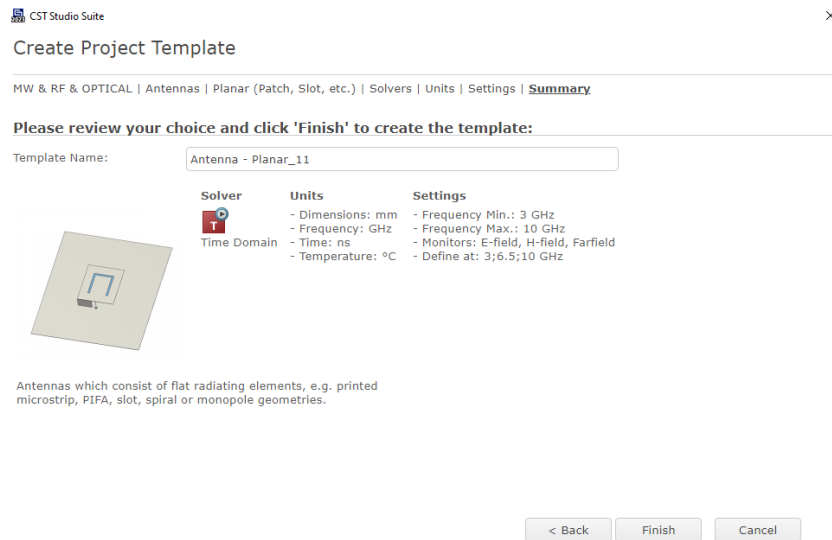 CST Studio Suite
Create Project Template
MW & RF & OPTICAL | Antennas | Planar (Patch, Slot, etc.) | Solvers | Units | Settings | Summary
Please review your choice and click 'Finish' to create the template:
Template Name: Antenna - Planar_11
Solver Units Settings
T
Time Domain
- Dimensions: mm
- Frequency: GHz
- Time: ns
- Temperature: °C
- Frequency Min.: 3 GHz
- Frequency Max.: 10 GHz
- Monitors: E-field, H-field, Farfield
- Define at: 3;6.5;10 GHz
Antennas which consist of flat radiating elements, e.g. printed
microstrip, PIFA, slot, spiral or monopole geometries.
< Back Finish Cancel